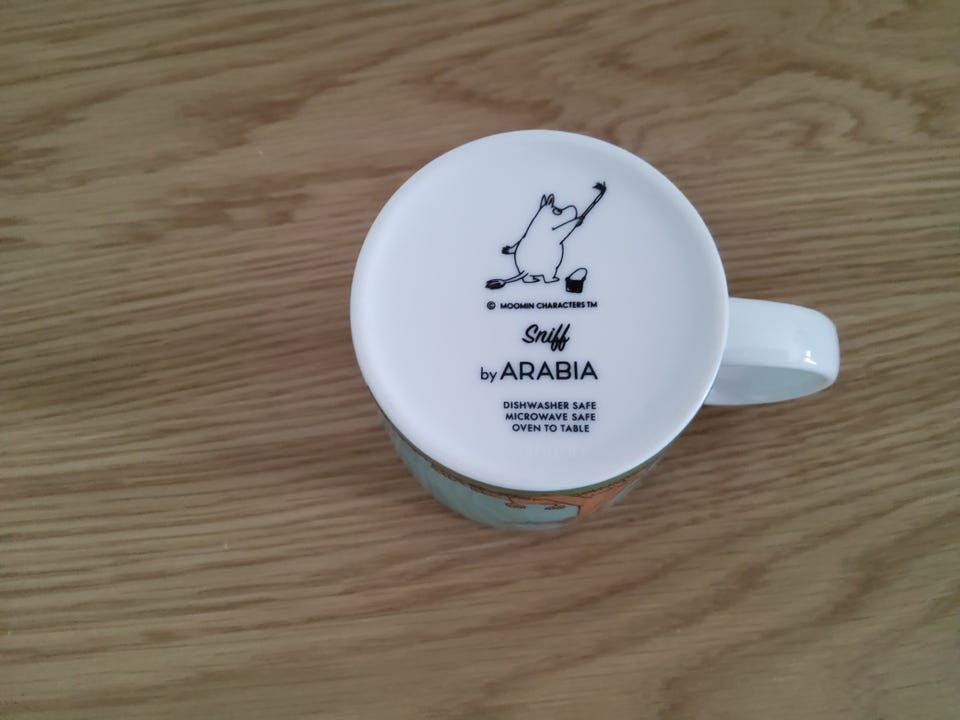 © MOOMIN CHARACTERS TM
Sniff
by ARABIA
DISHWASHER SAFE
MICROWAVE SAFE
OVEN TO TABLE